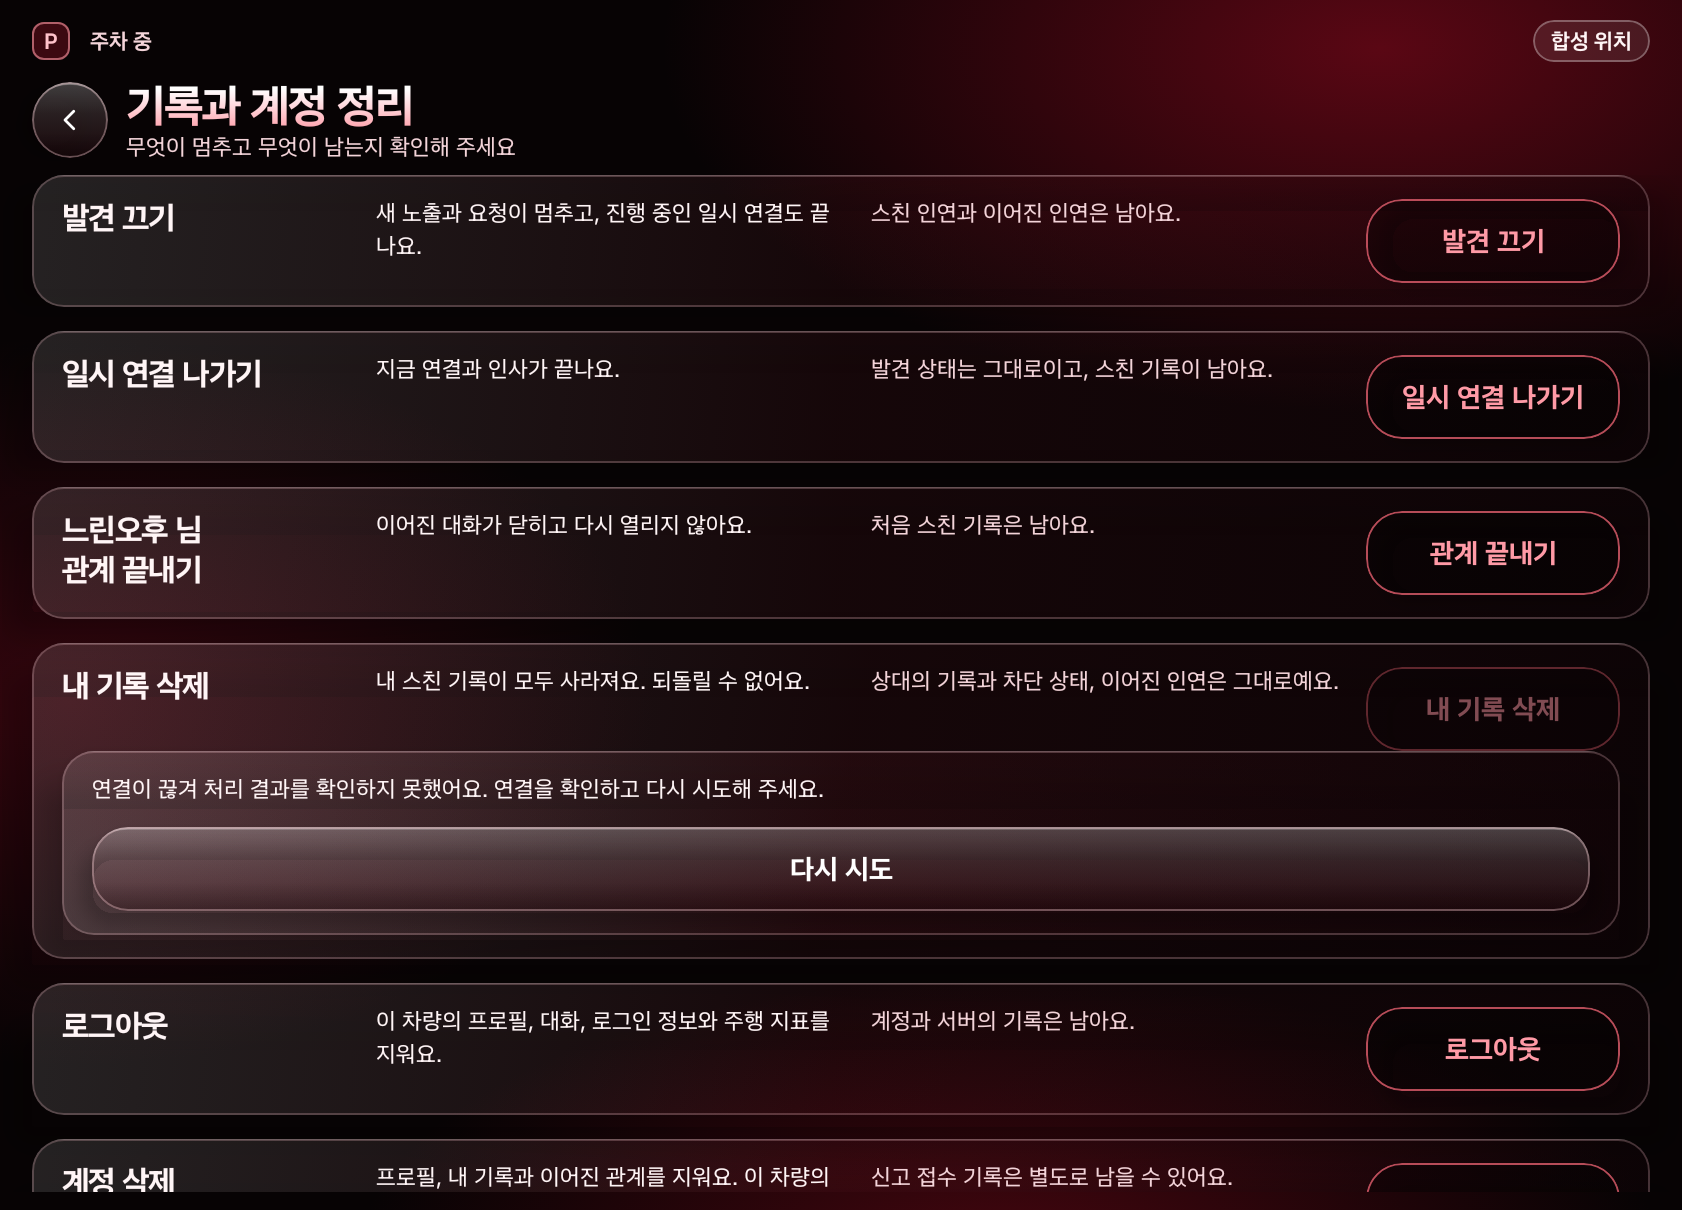 P 주차 중
합성 위치
기록과 계정 정리
무엇이 멈추고 무엇이 남는지 확인해 주세요
발견 끄기
새 노출과 요청이 멈추고, 진행 중인 일시 연결도 끝
나요.
스친 인연과 이어진 인연은 남아요.
발견 끄기
일시 연결 나가기
지금 연결과 인사가 끝나요.
발견 상태는 그대로이고, 스친 기록이 남아요.
일시 연결 나가기
느린오후 님
관계 끝내기
이어진 대화가 닫히고 다시 열리지 않아요.
처음 스친 기록은 남아요.
관계 끝내기
내 기록 삭제
내 스친 기록이 모두 사라져요. 되돌릴 수 없어요.
상대의 기록과 차단 상태, 이어진 인연은 그대로예요.
내 기록 삭제
연결이 끊겨 처리 결과를 확인하지 못했어요. 연결을 확인하고 다시 시도해 주세요.
다시 시도
로그아웃
이 차량의 프로필, 대화, 로그인 정보와 주행 지표를
지워요.
계정과 서버의 기록은 남아요.
로그아웃
계정 삭제
프로필, 내 기록과 이어진 관계를 지워요. 이 차량의
신고 접수 기록은 별도로 남을 수 있어요.